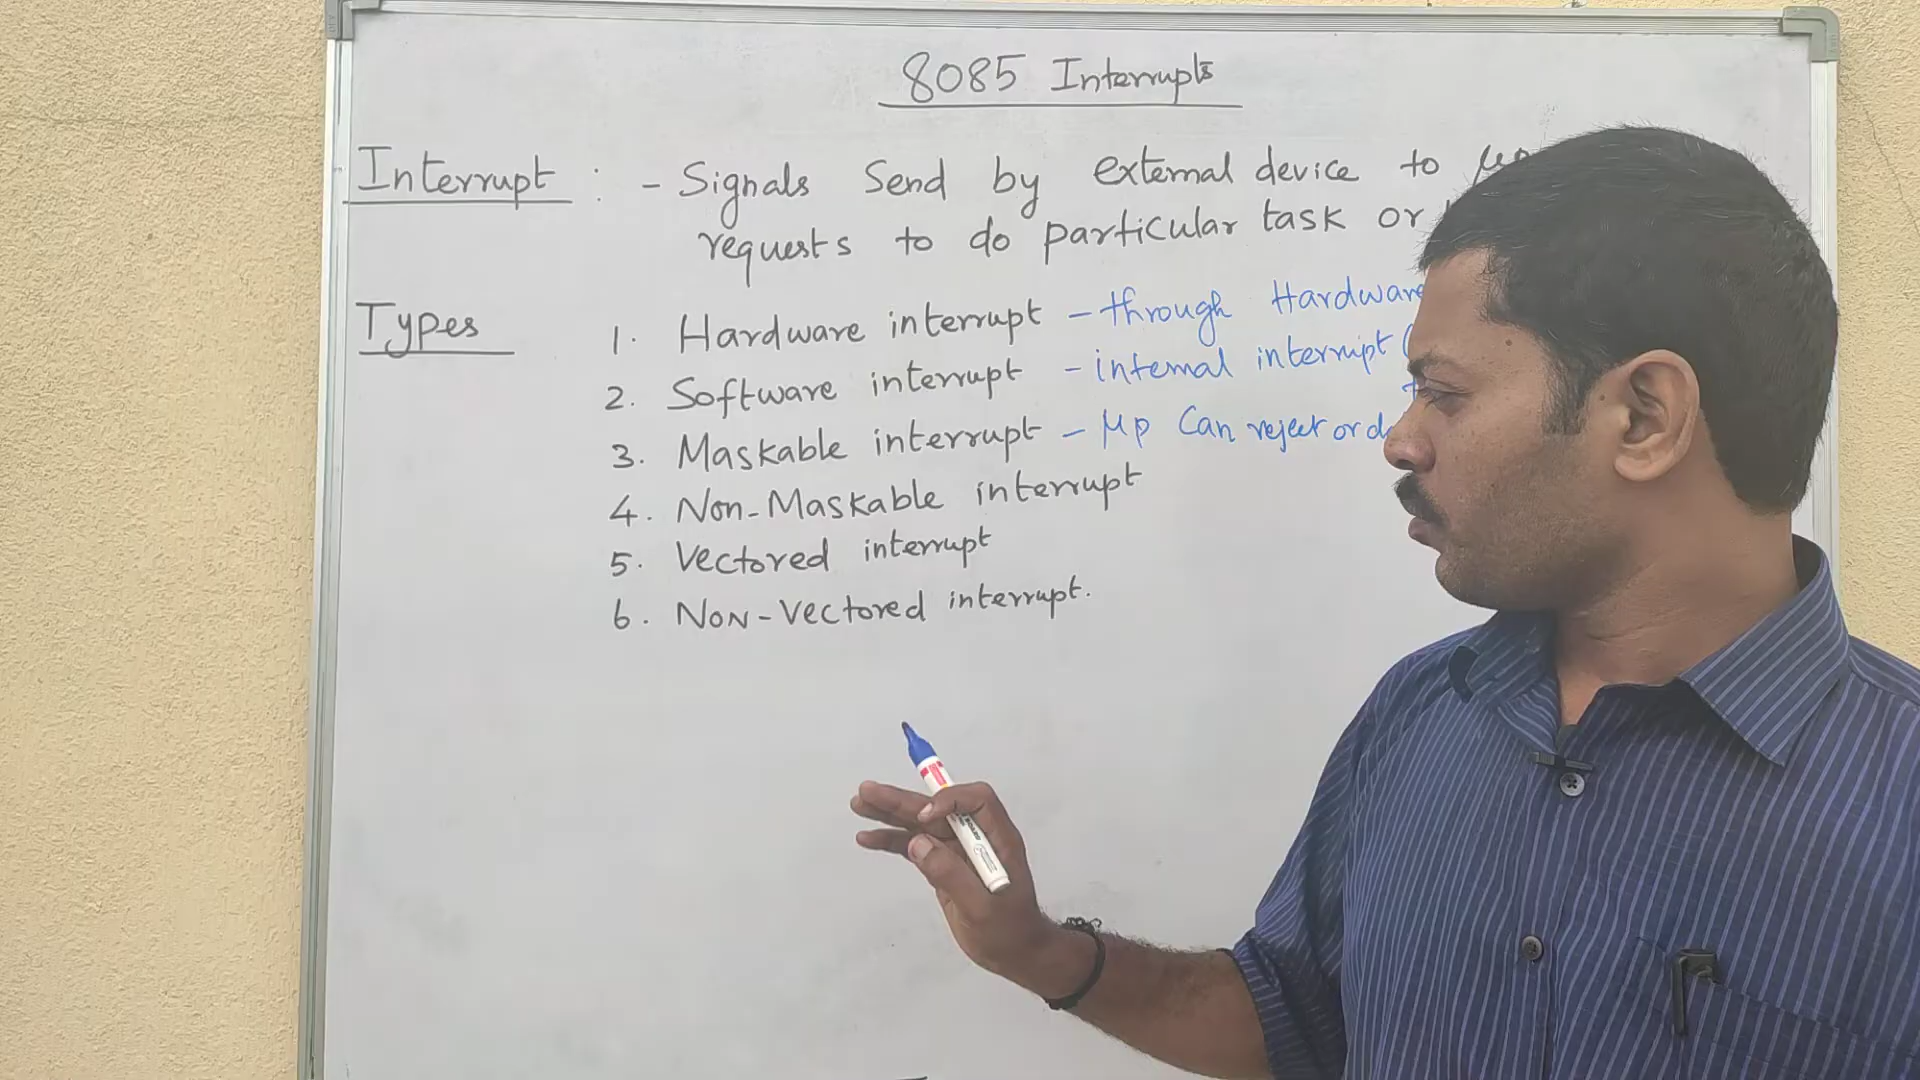 8085 Interrupts
Interrupt : - Signals Send by external device to
requests to do particular task or
Types
1. Hardware interrupt - through Hardware
2. Software interrupt - internal interrupt (
3. Maskable interrupt - μp Can reject or
4. Non-Maskable interrupt
5. Vectored interrupt
6. Non-Vectored interrupt.